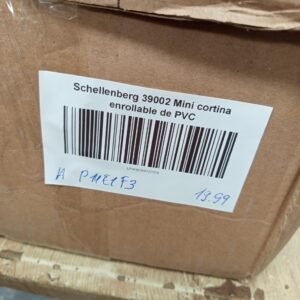 Schellenberg 39002 Mini cortina
enrollable de PVC
13.99